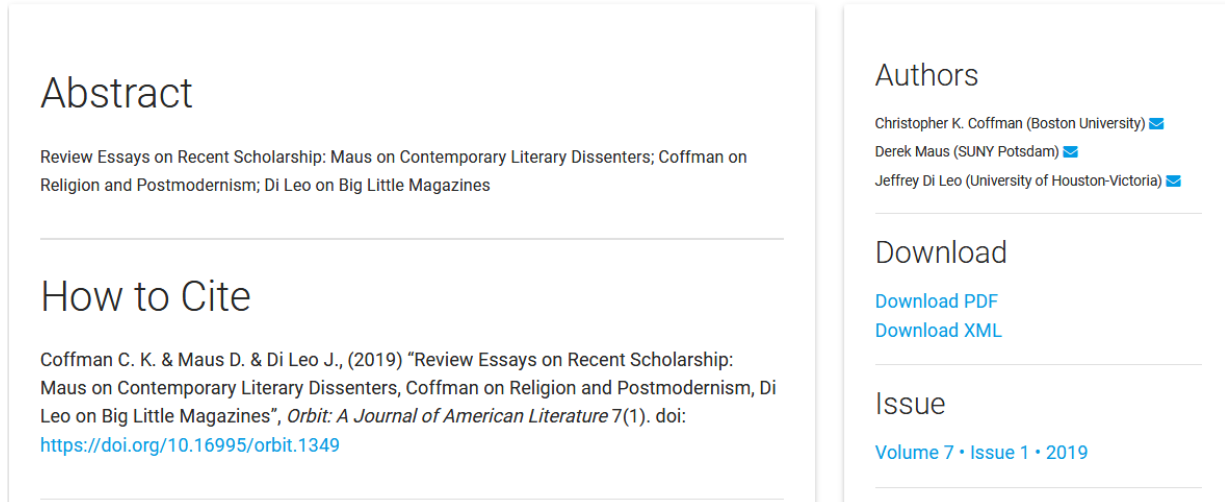 Abstract
Review Essays on Recent Scholarship: Maus on Contemporary Literary Dissenters; Coffman on
Religion and Postmodernism; Di Leo on Big Little Magazines
How to Cite
Coffman C. K. & Maus D. & Di Leo J., (2019) “Review Essays on Recent Scholarship:
Maus on Contemporary Literary Dissenters, Coffman on Religion and Postmodernism, Di
Leo on Big Little Magazines”, Orbit: A Journal of American Literature 7(1). doi:
https://doi.org/10.16995/orbit.1349
Authors
Christopher K. Coffman (Boston University)
Derek Maus (SUNY Potsdam)
Jeffrey Di Leo (University of Houston-Victoria)
Download
Download PDF
Download XML
Issue
Volume 7 • Issue 1 • 2019